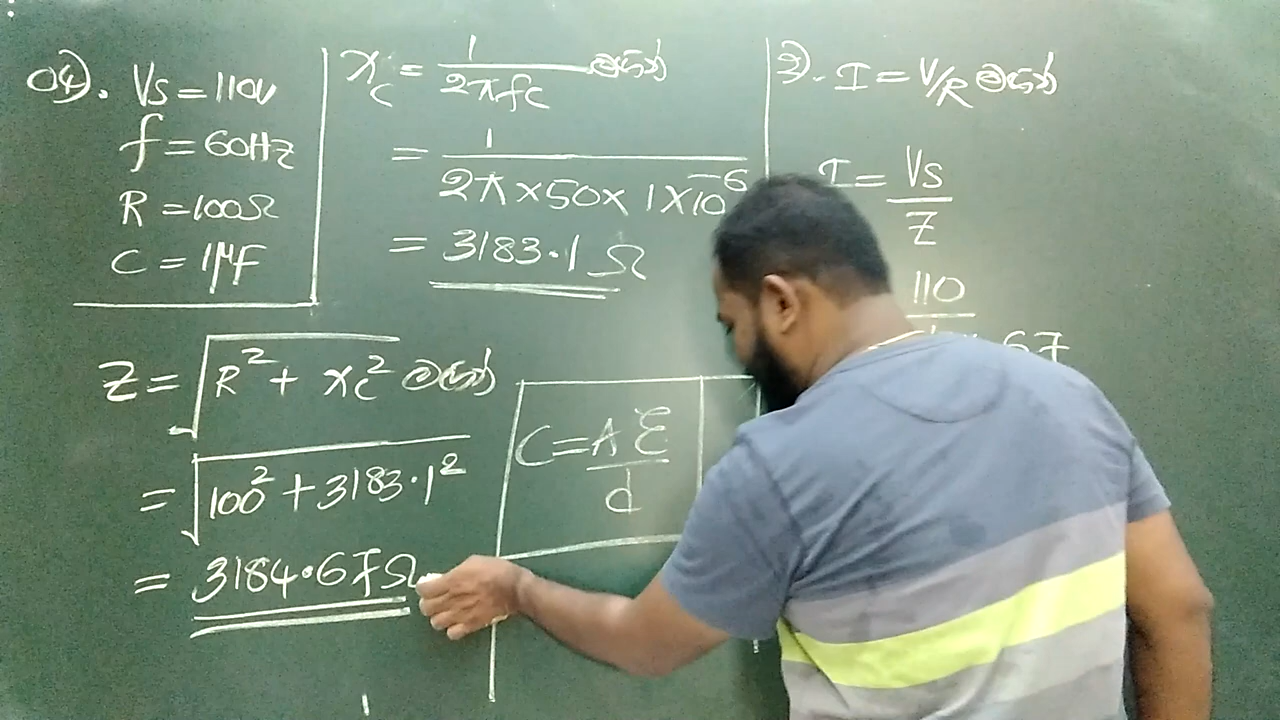 04). Vs = 110V
f = 60Hz
R = 100Ω
C = 1μF
Xc = 1 / 2πfc මගින්
= 1 / 2π × 50 × 1 × 10⁻⁶
= 3183.1 Ω
Z = √R² + Xc² මගින්
= √100² + 3183.1²
= 3184.67Ω
C = Aε / d
3). I = V/R මගින්
I = Vs / Z
110
67